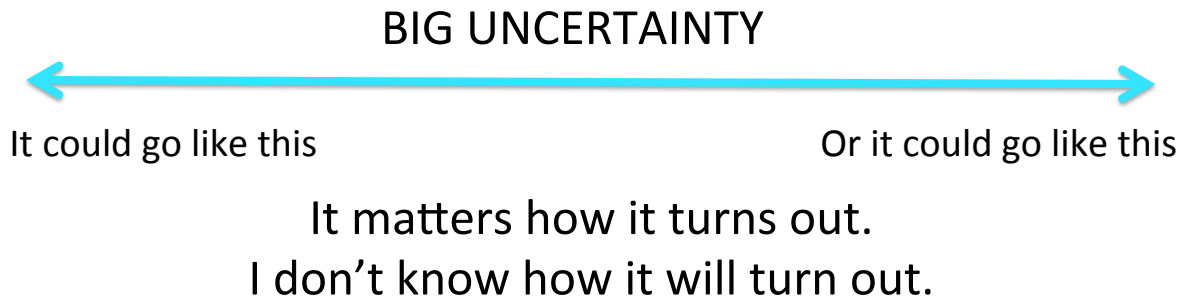 BIG UNCERTAINTY
It could go like this
Or it could go like this
It matters how it turns out.
I don’t know how it will turn out.